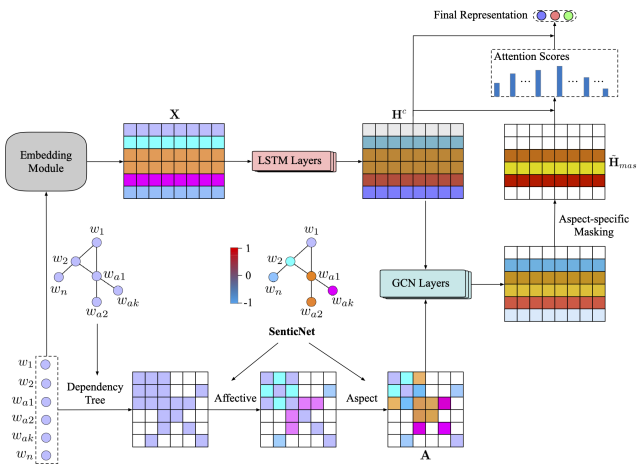 Final Representation
Attention Scores
... ...
X
H^c
Embedding
Module
LSTM Layers
H̃_mas
Aspect-specific
Masking
w_1
w_2
w_a1
w_n
w_ak
w_a2
1
0
-1
w_1
w_2
w_a1
w_n
w_ak
w_a2
SenticNet
GCN Layers
w_1
w_2
w_a1
w_a2
w_ak
w_n
Dependency
Tree
Affective
Aspect
A